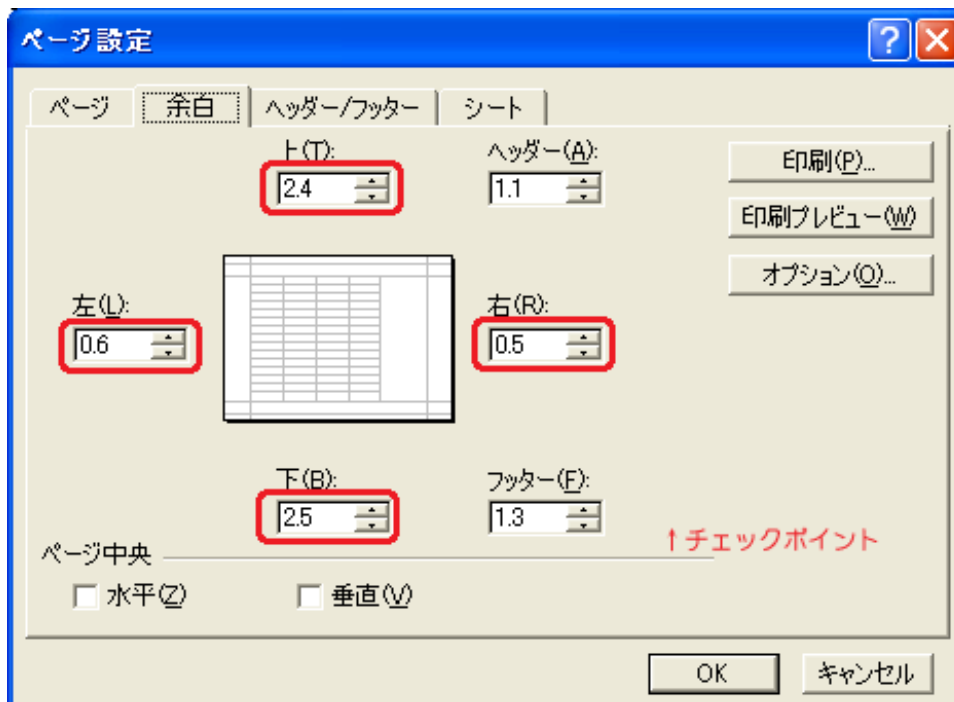 ページ設定
ページ 余白 ヘッダー/フッター シート
上(T): ヘッダー(A): 印刷(P)...
2.4 1.1
印刷プレビュー(W)
オプション(O)...
左(L): 右(R):
0.6 0.5
下(B): フッター(F):
2.5 1.3
↑チェックポイント
ページ中央
水平(Z) 垂直(V)
OK キャンセル